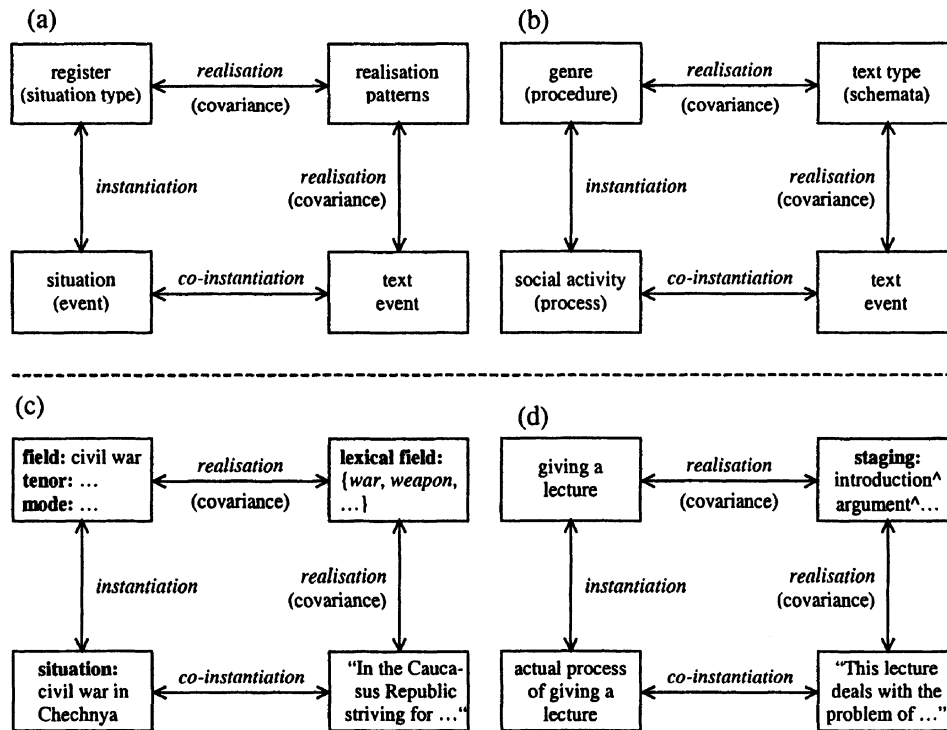 (a)
register
(situation type)
realisation
(covariance)
realisation
patterns
instantiation
realisation
(covariance)
situation
(event)
co-instantiation
text
event
(b)
genre
(procedure)
realisation
(covariance)
text type
(schemata)
instantiation
realisation
(covariance)
social activity
(process)
co-instantiation
text
event
(c)
field: civil war
tenor: ...
mode: ...
realisation
(covariance)
lexical field:
{war, weapon,
...}
instantiation
realisation
(covariance)
situation:
civil war in
Chechnya
co-instantiation
“In the Cauca-
sus Republic
striving for ...“
(d)
giving a
lecture
realisation
(covariance)
staging:
introduction^
argument^...
instantiation
realisation
(covariance)
actual process
of giving a
lecture
co-instantiation
“This lecture
deals with the
problem of ...”